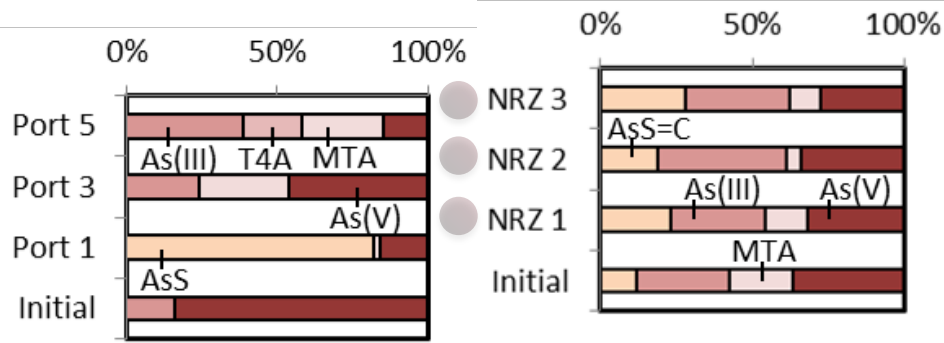 0% 50% 100%
Port 5
As(III) T4A MTA
Port 3
As(V)
Port 1
AsS
Initial
0% 50% 100%
NRZ 3
AsS=C
NRZ 2
As(III) As(V)
NRZ 1
MTA
Initial